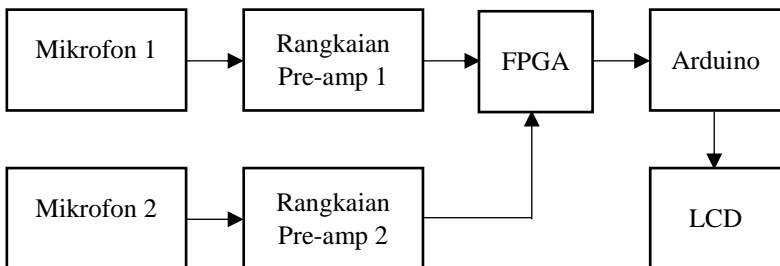 Mikrofon 1
Rangkaian
Pre-amp 1
FPGA
Arduino
Mikrofon 2
Rangkaian
Pre-amp 2
LCD